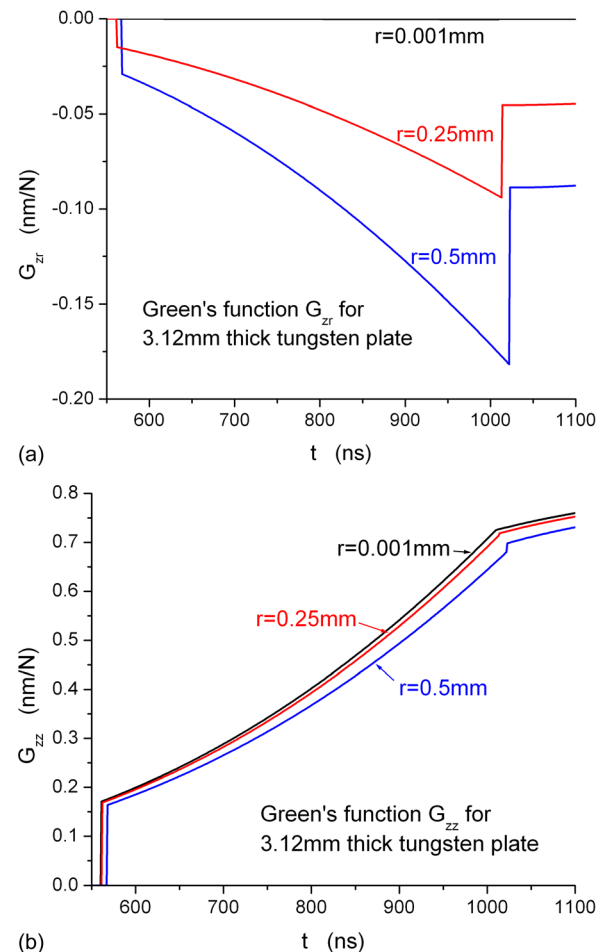 0.00
r=0.001mm
-0.05
r=0.25mm
-0.10
r=0.5mm
G_zr (nm/N)
-0.15
Green's function G_zr for
3.12mm thick tungsten plate
-0.20
600 700 800 900 1000 1100
(a) t (ns)
0.8
0.7
r=0.001mm
0.6
r=0.25mm
0.5
r=0.5mm
0.4
G_zz (nm/N)
0.3
0.2
Green's function G_zz for
0.1
3.12mm thick tungsten plate
0.0
600 700 800 900 1000 1100
(b) t (ns)